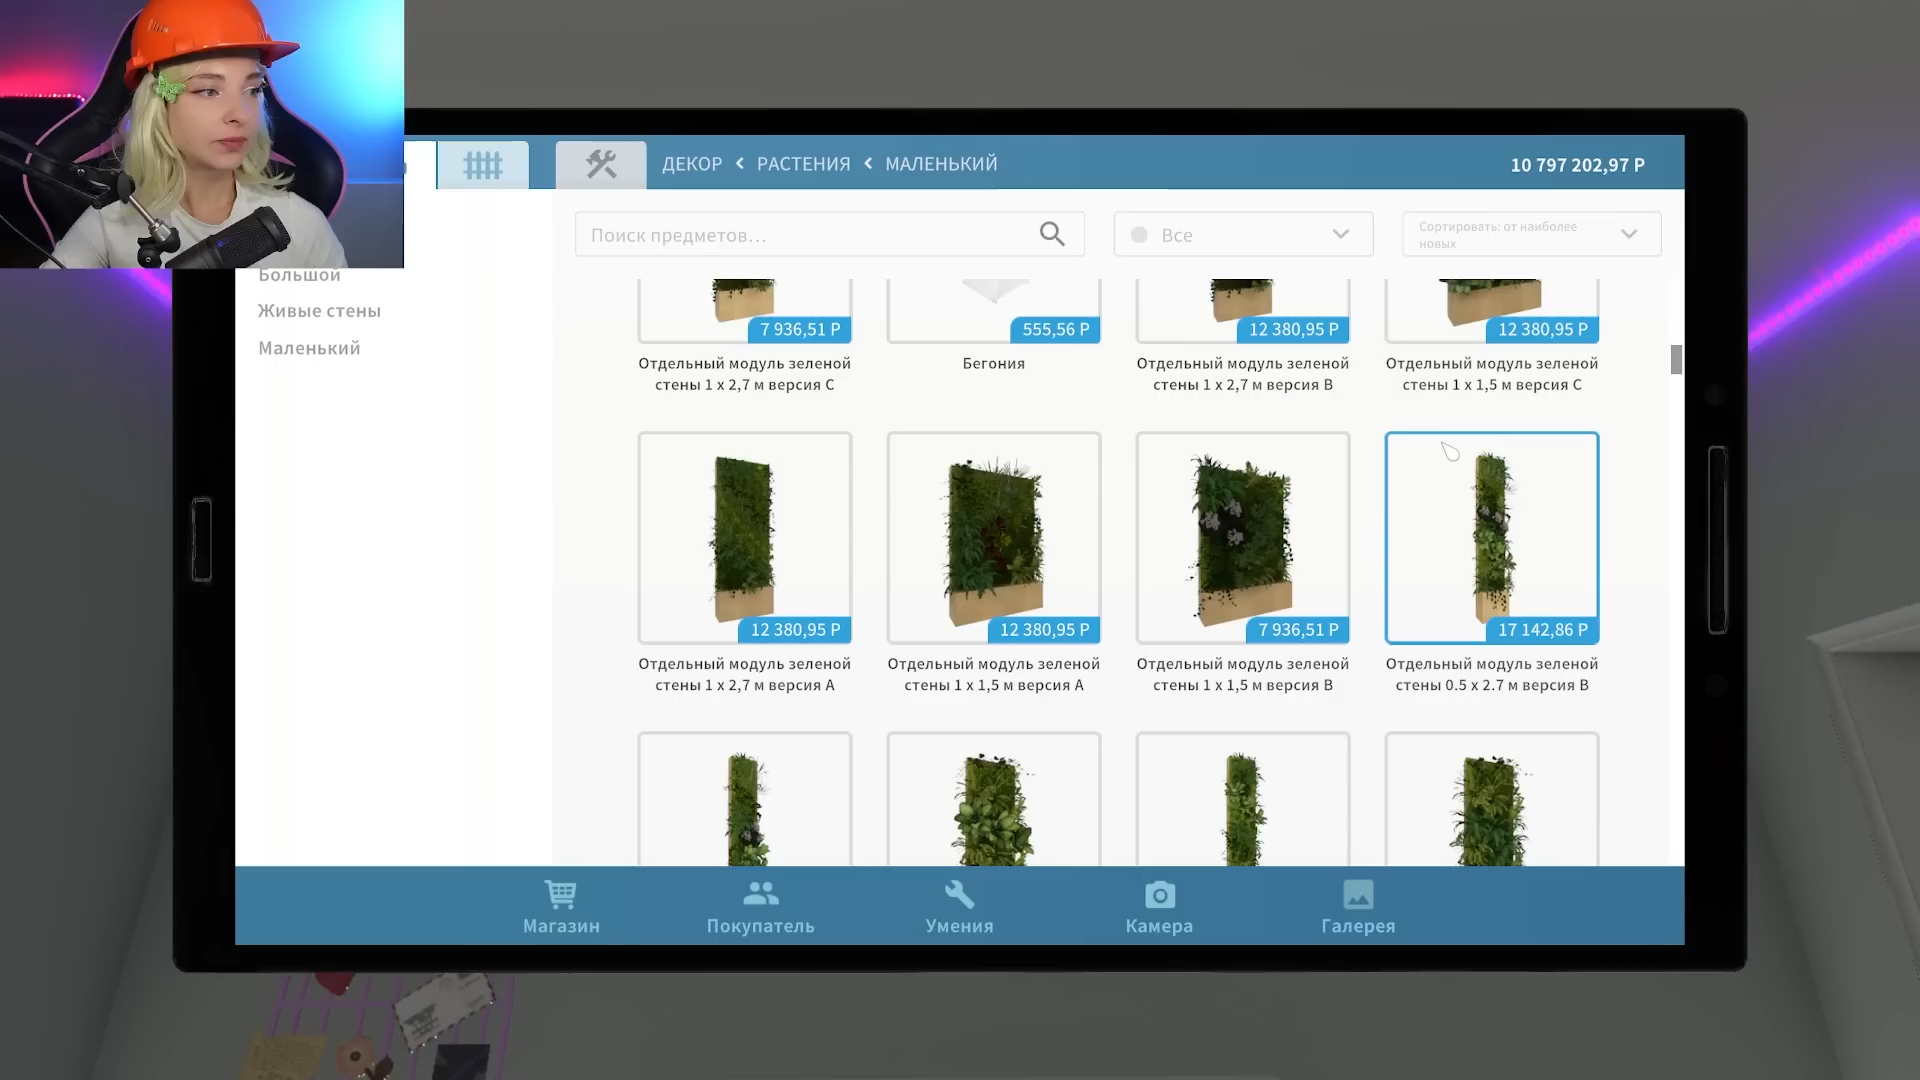 ДЕКОР < РАСТЕНИЯ < МАЛЕНЬКИЙ
10 797 202,97 Р
Поиск предметов...
Все
Сортировать: от наиболее
новых
Большой
Живые стены
Маленький
7 936,51 Р
555,56 Р
12 380,95 Р
12 380,95 Р
Отдельный модуль зеленой
стены 1 x 2,7 м версия C
Бегония
Отдельный модуль зеленой
стены 1 x 2,7 м версия B
Отдельный модуль зеленой
стены 1 x 1,5 м версия C
12 380,95 Р
12 380,95 Р
7 936,51 Р
17 142,86 Р
Отдельный модуль зеленой
стены 1 x 2,7 м версия A
Отдельный модуль зеленой
стены 1 x 1,5 м версия A
Отдельный модуль зеленой
стены 1 x 1,5 м версия B
Отдельный модуль зеленой
стены 0.5 x 2.7 м версия B
Магазин
Покупатель
Умения
Камера
Галерея